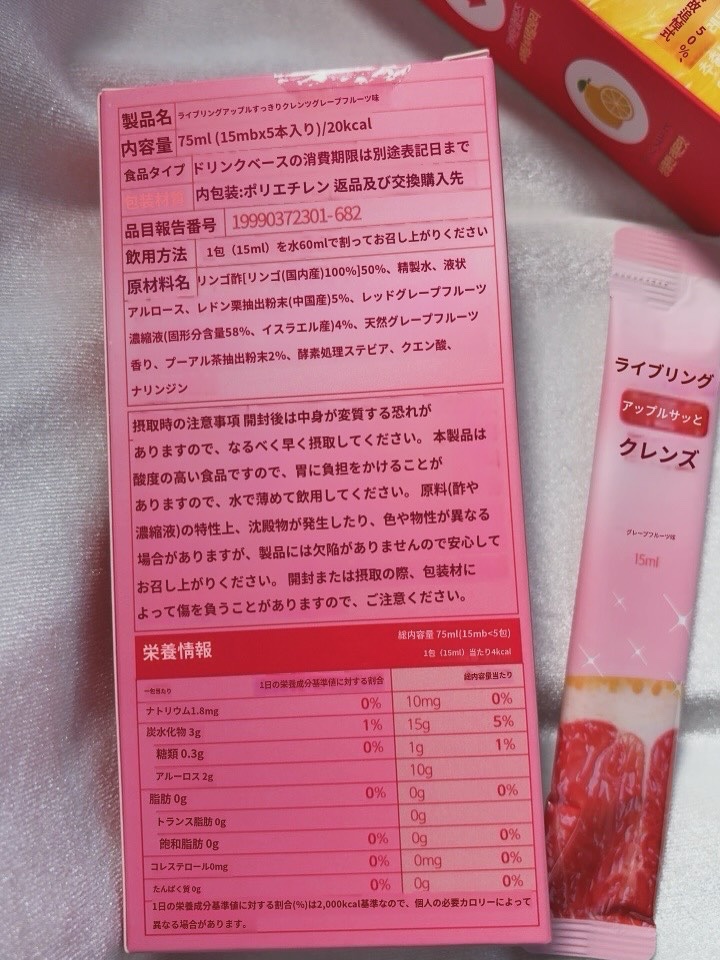 製品名 ライブリングアップルすっきりクレンツグレープフルーツ味
内容量 75ml (15mbx5本入り)/20kcal
食品タイプ ドリンクベースの消費期限は別途表記日まで
包装材質 内包装:ポリエチレン 返品及び交換購入先
品目報告番号 19990372301-682
飲用方法 1包（15ml）を水60mlで割ってお召し上がりください
原材料名 リンゴ酢[リンゴ(国内産)100%]50%、精製水、液状
アルロース、レドン栗抽出粉末(中国産)5%、レッドグレープフルーツ
濃縮液(固形分含量58%、イスラエル産)4%、天然グレープフルーツ
香り、プーアル茶抽出粉末2%、酵素処理ステビア、クエン酸、
ナリンジン
摂取時の注意事項 開封後は中身が変質する恐れが
ありますので、なるべく早く摂取してください。 本製品は
酸度の高い食品ですので、胃に負担をかけることが
ありますので、水で薄めて飲用してください。 原料(酢や
濃縮液)の特性上、沈殿物が発生したり、色や物性が異なる
場合がありますが、製品には欠陥がありませんので安心して
お召し上がりください。 開封または摂取の際、包装材に
よって傷を負うことがありますので、ご注意ください。
栄養情報
総内容量 75ml(15mb<5包)
1包（15ml）当たり4kcal
一包当たり 1日の栄養成分基準値に対する割合 総内容量当たり
ナトリウム1.8mg 0% 10mg 0%
炭水化物 3g 1% 15g 5%
糖類 0.3g 0% 1g 1%
アルーロス 2g 10g
脂肪 0g 0% 0g 0%
トランス脂肪 0g 0g
飽和脂肪 0g 0% 0g 0%
コレステロール0mg 0% 0mg 0%
たんぱく質 0g 0% 0g 0%
1日の栄養成分基準値に対する割合(%)は2,000kcal基準なので、個人の必要カロリーによって
異なる場合があります。
ライブリング
アップルサッと
クレンズ
グレープフルーツ味
15ml
50%